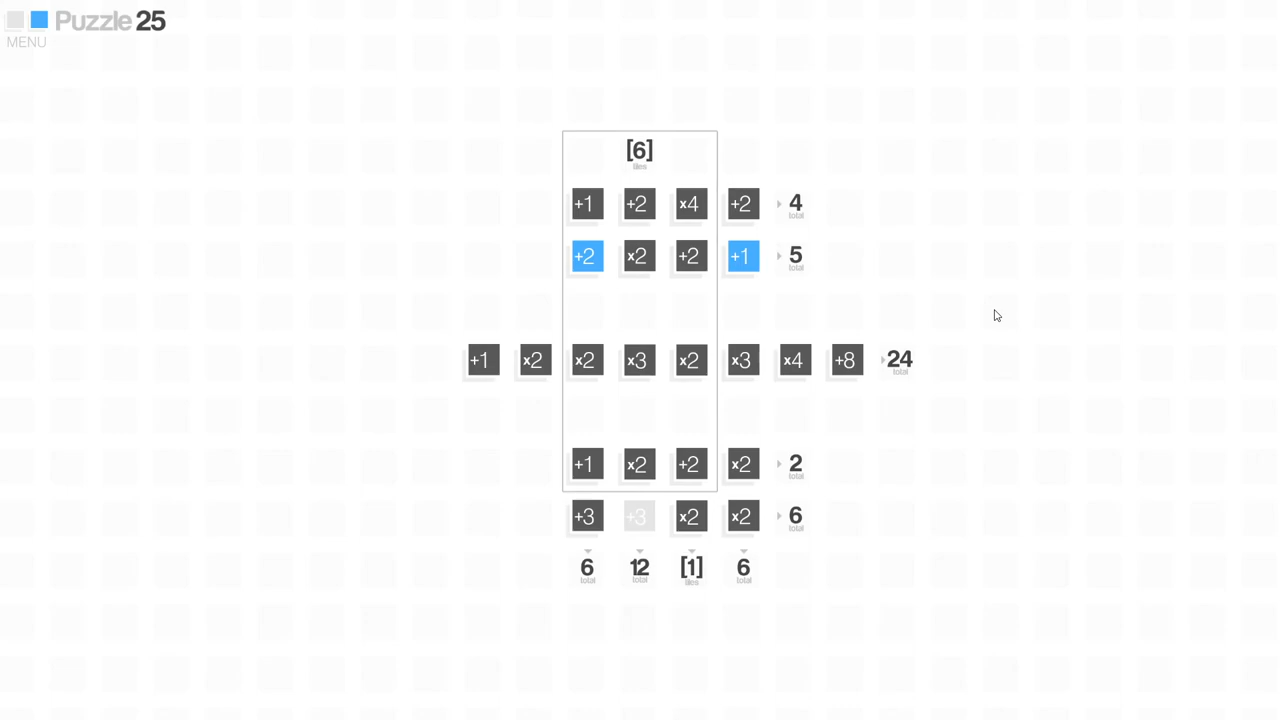 Puzzle 25
MENU
[6]
tiles
+1 +2 x4 +2 4
total
+2 x2 +2 +1 5
total
+1 x2 x2 x3 x2 x3 x4 +8 24
total
+1 x2 +2 x2 2
total
+3 +3 x2 x2 6
total
6 12 [1] 6
total total tiles total